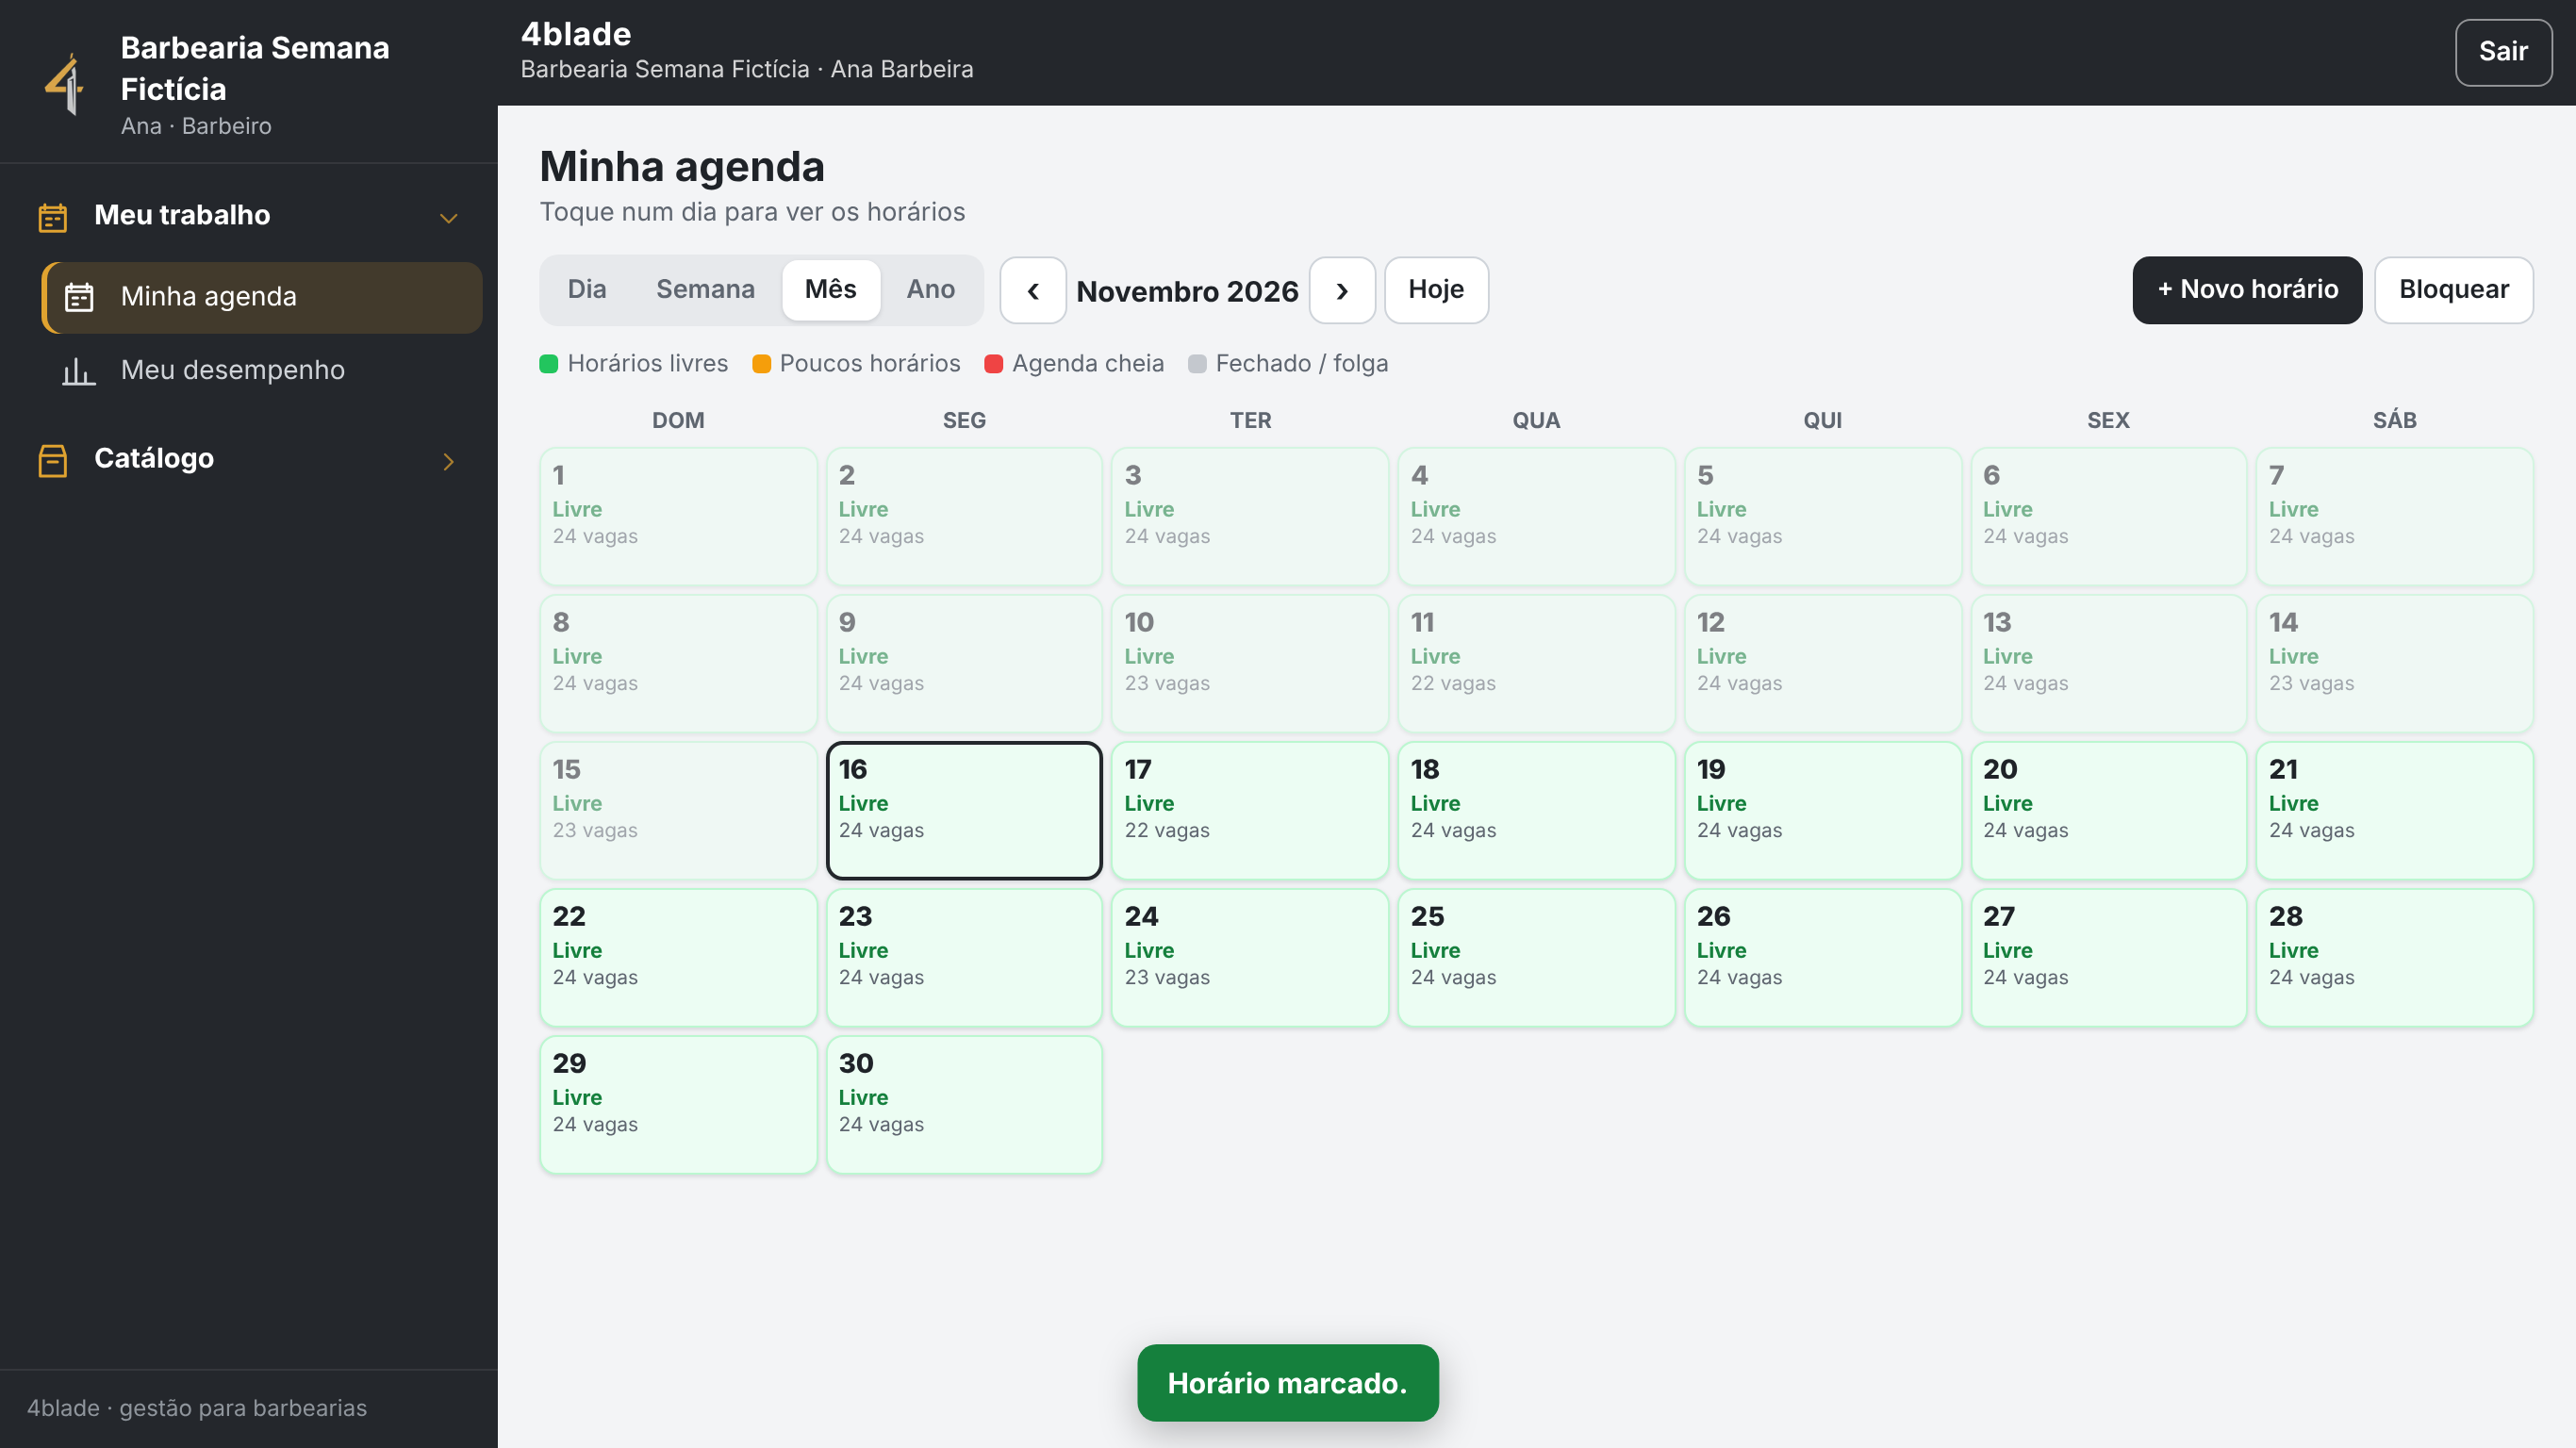 Barbearia Semana
Fictícia
Ana · Barbeiro
Meu trabalho
Minha agenda
Meu desempenho
Catálogo
4blade · gestão para barbearias
4blade
Barbearia Semana Fictícia · Ana Barbeira
Sair
Minha agenda
Toque num dia para ver os horários
Dia Semana Mês Ano ‹ Novembro 2026 › Hoje + Novo horário Bloquear
Horários livres Poucos horários Agenda cheia Fechado / folga
DOM SEG TER QUA QUI SEX SÁB
1 2 3 4 5 6 7
Livre Livre Livre Livre Livre Livre Livre
24 vagas 24 vagas 24 vagas 24 vagas 24 vagas 24 vagas 24 vagas
8 9 10 11 12 13 14
Livre Livre Livre Livre Livre Livre Livre
24 vagas 24 vagas 23 vagas 22 vagas 24 vagas 24 vagas 23 vagas
15 16 17 18 19 20 21
Livre Livre Livre Livre Livre Livre Livre
23 vagas 24 vagas 22 vagas 24 vagas 24 vagas 24 vagas 24 vagas
22 23 24 25 26 27 28
Livre Livre Livre Livre Livre Livre Livre
24 vagas 24 vagas 23 vagas 24 vagas 24 vagas 24 vagas 24 vagas
29 30
Livre Livre
24 vagas 24 vagas
Horário marcado.